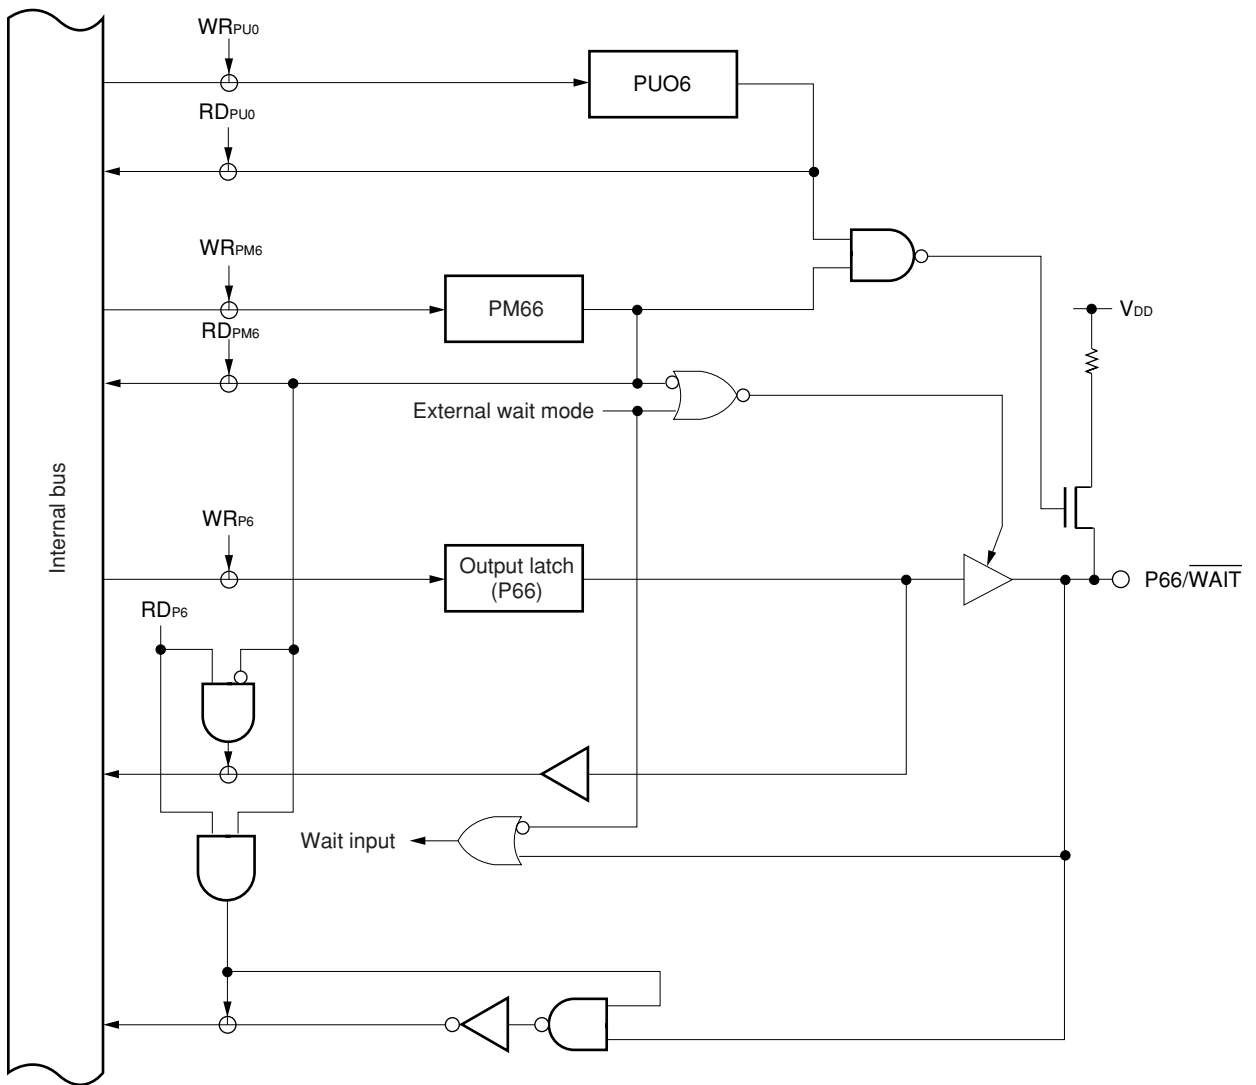 WRPU0
PUO6
RDPU0
WRPM6
PM66
RDPM6
VDD
External wait mode
Internal bus
WRP6
Output latch
(P66)
P66/WAIT
RDP6
Wait input